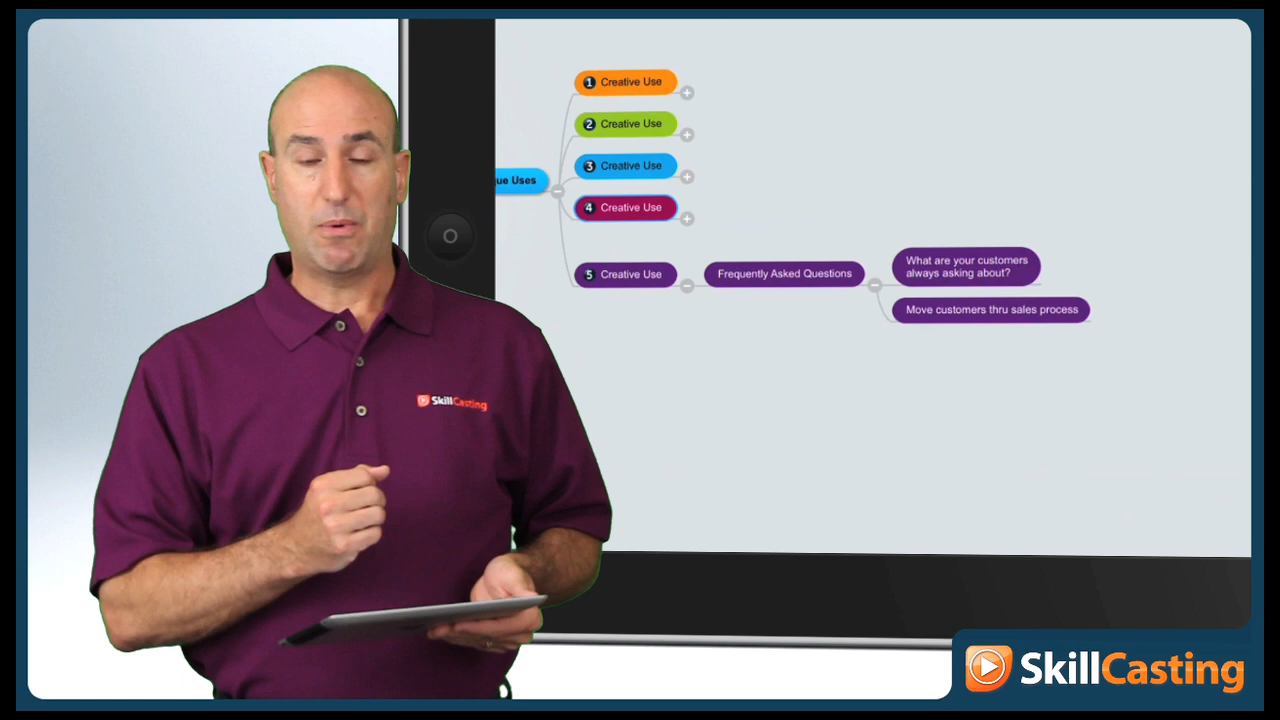 1 Creative Use
2 Creative Use
que Uses
3 Creative Use
4 Creative Use
5 Creative Use
Frequently Asked Questions
What are your customers
always asking about?
Move customers thru sales process
SkillCasting
SkillCasting